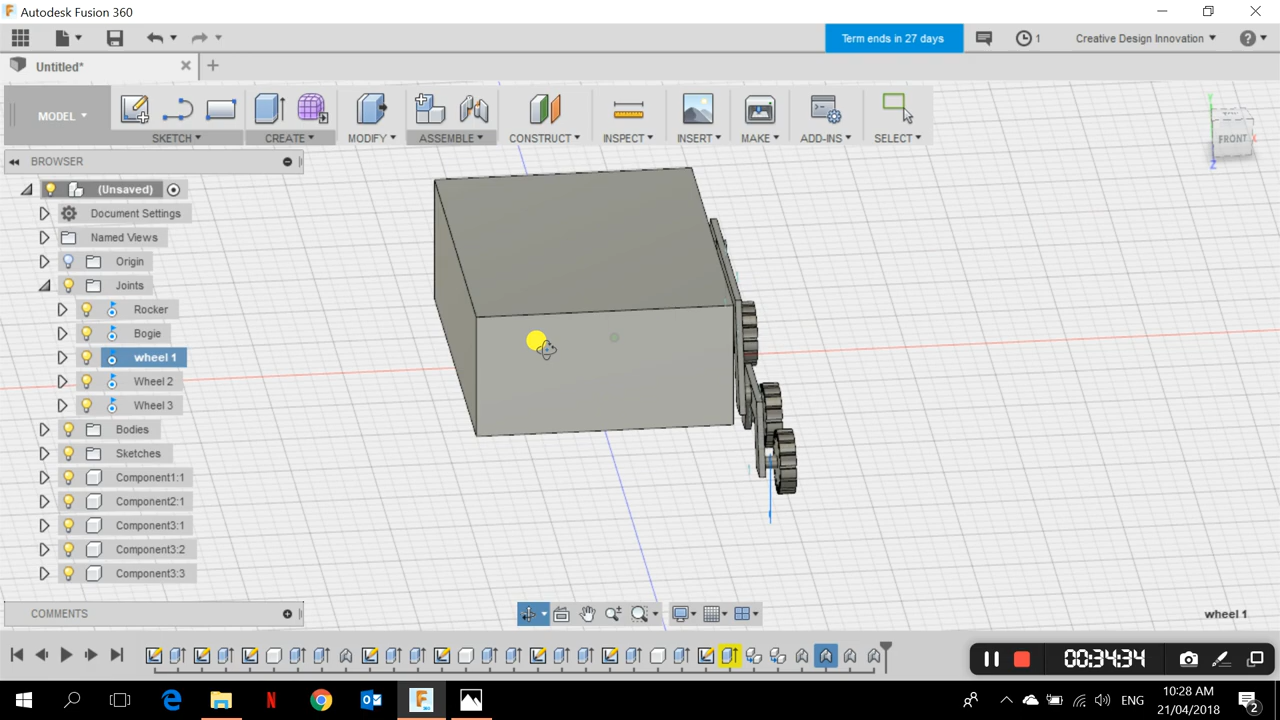 Autodesk Fusion 360
Term ends in 27 days
1
Creative Design Innovation
Untitled*
MODEL
SKETCH
CREATE
MODIFY
ASSEMBLE
CONSTRUCT
INSPECT
INSERT
MAKE
ADD-INS
SELECT
Y
FRONT
X
Z
BROWSER
(Unsaved)
Document Settings
Named Views
Origin
Joints
Rocker
Bogie
wheel 1
Wheel 2
Wheel 3
Bodies
Sketches
Component1:1
Component2:1
Component3:1
Component3:2
Component3:3
COMMENTS
wheel 1
00:34:34
ENG
10:28 AM
21/04/2018
2